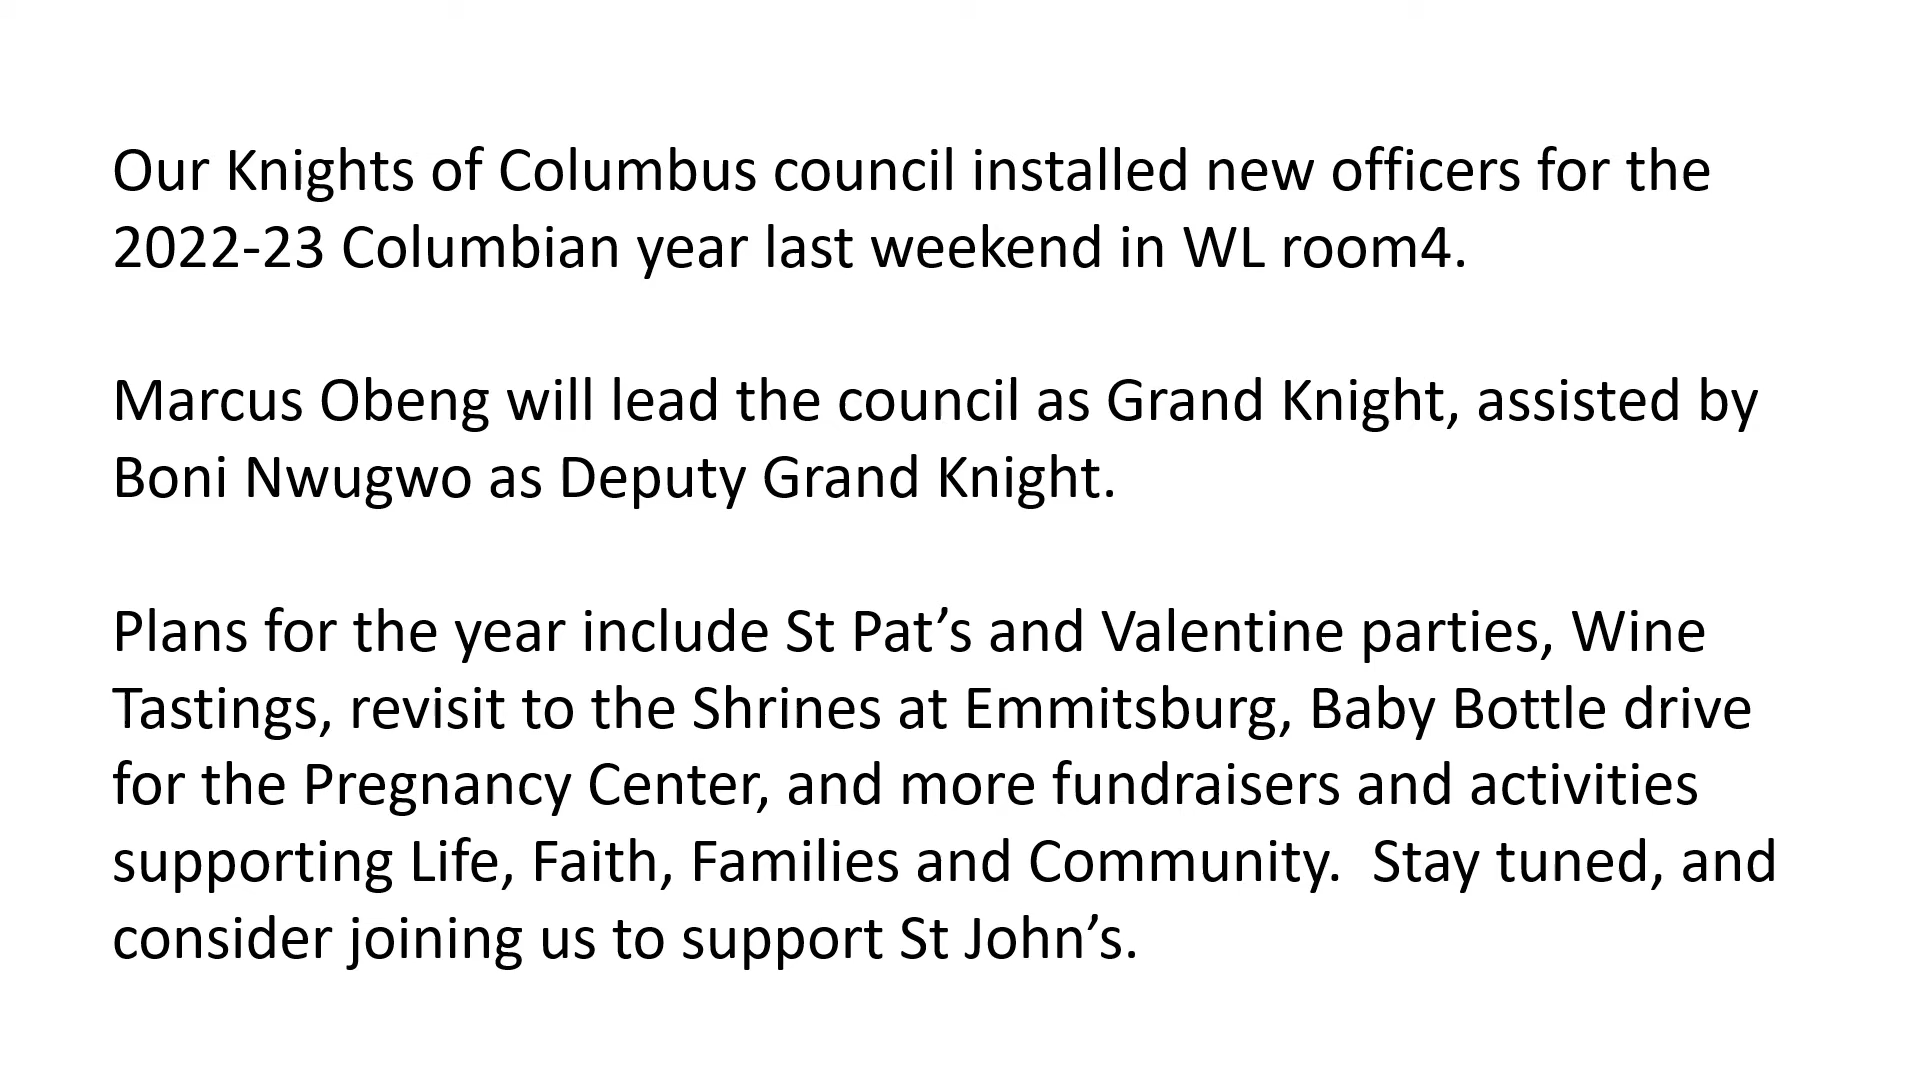 Our Knights of Columbus council installed new officers for the
2022-23 Columbian year last weekend in WL room4.
Marcus Obeng will lead the council as Grand Knight, assisted by
Boni Nwugwo as Deputy Grand Knight.
Plans for the year include St Pat’s and Valentine parties, Wine
Tastings, revisit to the Shrines at Emmitsburg, Baby Bottle drive
for the Pregnancy Center, and more fundraisers and activities
supporting Life, Faith, Families and Community.  Stay tuned, and
consider joining us to support St John’s.